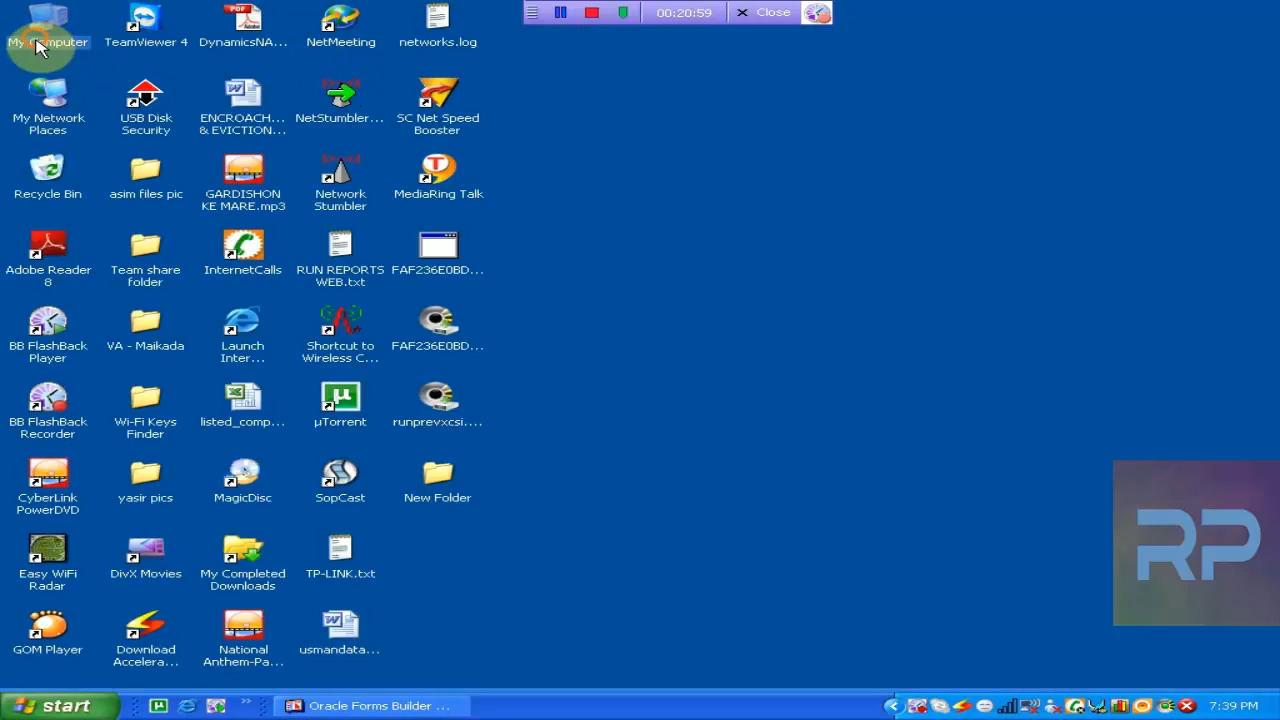 00:20:59
Close
My Computer
TeamViewer 4
DynamicsNA...
NetMeeting
networks.log
My Network
Places
USB Disk
Security
ENCROACH...
& EVICTION...
NetStumbler...
SC Net Speed
Booster
Recycle Bin
asim files pic
GARDISHON
KE MARE.mp3
Network
Stumbler
MediaRing Talk
Adobe Reader
8
Team share
folder
InternetCalls
RUN REPORTS
WEB.txt
FAF236E0BD...
BB FlashBack
Player
VA - Maikada
Launch
Inter...
Shortcut to
Wireless C...
FAF236E0BD...
BB FlashBack
Recorder
Wi-Fi Keys
Finder
listed_comp...
µTorrent
runprevxcsi....
CyberLink
PowerDVD
yasir pics
MagicDisc
SopCast
New Folder
Easy WiFi
Radar
DivX Movies
My Completed
Downloads
TP-LINK.txt
GOM Player
Download
Accelera...
National
Anthem-Pa...
usmandata...
RP
start
Oracle Forms Builder ...
7:39 PM